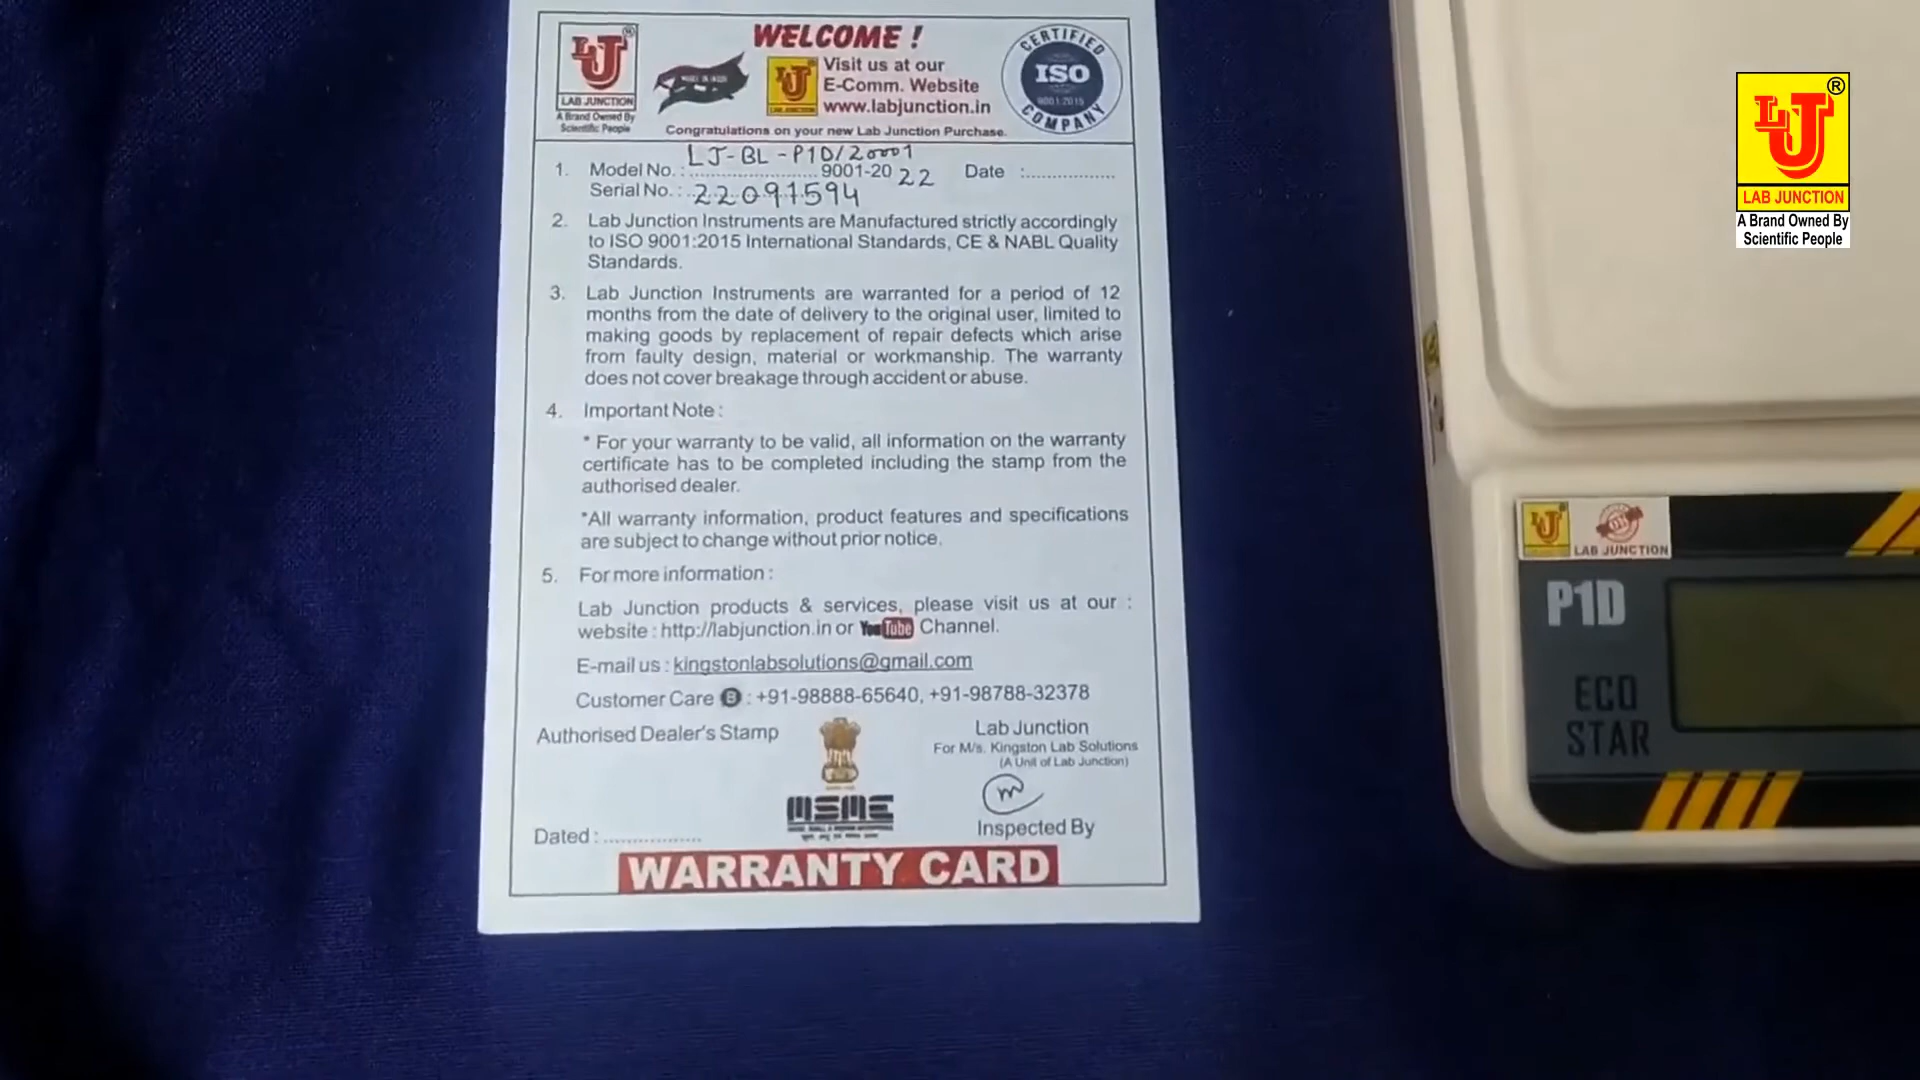 LJ ®
LAB JUNCTION
A Brand Owned By
Scientific People
WELCOME !
MADE IN INDIA
LJ
LAB JUNCTION
Visit us at our
E-Comm. Website
www.labjunction.in
Congratulations on your new Lab Junction Purchase.
CERTIFIED
ISO
9001:2015
COMPANY
1. Model No. : LJ-BL-P1D/20001 9001-2022 Date :................
Serial No. : 22091594
2. Lab Junction Instruments are Manufactured strictly accordingly
to ISO 9001:2015 International Standards, CE & NABL Quality
Standards.
3. Lab Junction Instruments are warranted for a period of 12
months from the date of delivery to the original user, limited to
making goods by replacement of repair defects which arise
from faulty design, material or workmanship. The warranty
does not cover breakage through accident or abuse.
4. Important Note :
* For your warranty to be valid, all information on the warranty
certificate has to be completed including the stamp from the
authorised dealer.
*All warranty information, product features and specifications
are subject to change without prior notice.
5. For more information :
Lab Junction products & services, please visit us at our :
website : http://labjunction.in or YouTube Channel.
E-mail us : kingstonlabsolutions@gmail.com
Customer Care B : +91-98888-65640, +91-98788-32378
Authorised Dealer's Stamp
Lab Junction
For M/s. Kingston Lab Solutions
(A Unit of Lab Junction)
MSME
Inspected By
Dated : ..................
WARRANTY CARD
LJ
LAB JUNCTION
P1D
ECO
STAR
LJ ®
LAB JUNCTION
A Brand Owned By
Scientific People